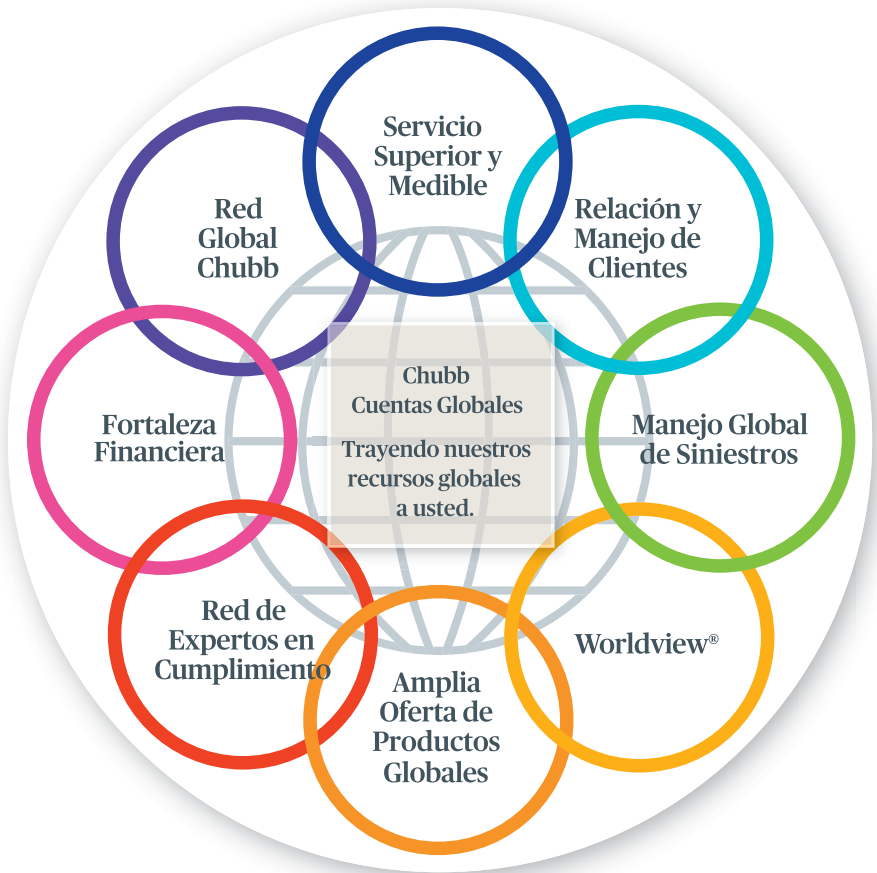 Servicio
Superior y
Medible
Relación y
Manejo de
Clientes
Manejo Global
de Siniestros
Worldview®
Amplia
Oferta de
Productos
Globales
Red de
Expertos en
Cumplimiento
Fortaleza
Financiera
Red
Global
Chubb
Chubb
Cuentas Globales
Trayendo nuestros
recursos globales
a usted.